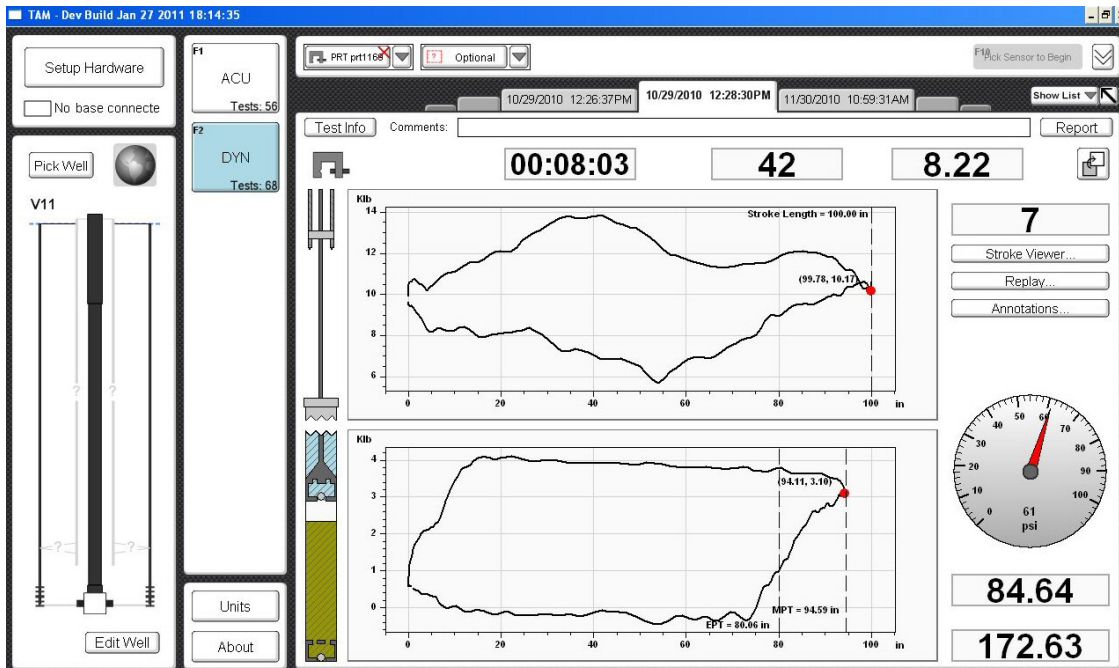 TAM - Dev Build Jan 27 2011 18:14:35
Setup Hardware
No base connecte
Pick Well
V11
?
?
?
?
Edit Well
F1
ACU
Tests: 56
F2
DYN
Tests: 68
Units
About
PRT prt1168
? Optional
F10
Pick Sensor to Begin
10/29/2010 12:26:37PM
10/29/2010 12:28:30PM
11/30/2010 10:59:31AM
Show List
Test Info
Comments:
Report
00:08:03
42
8.22
Klb
14
12
10
8
6
Stroke Length = 100.00 in
(99.78, 10.17)
0 20 40 60 80 100 in
Klb
4
3
2
1
0
(94.11, 3.10)
MPT = 94.59 in
EPT = 80.06 in
0 20 40 60 80 100 in
7
Stroke Viewer...
Replay...
Annotations...
0 10 20 30 40 50 60 70 80 90 100
61
psi
84.64
172.63